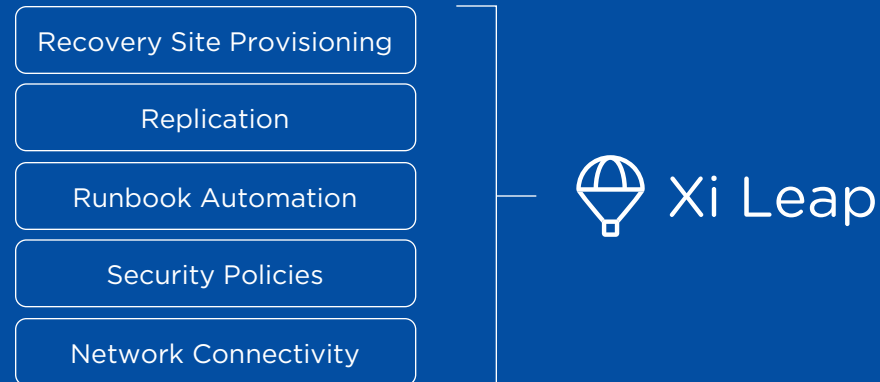 Recovery Site Provisioning
Replication
Runbook Automation
Security Policies
Network Connectivity
Xi Leap